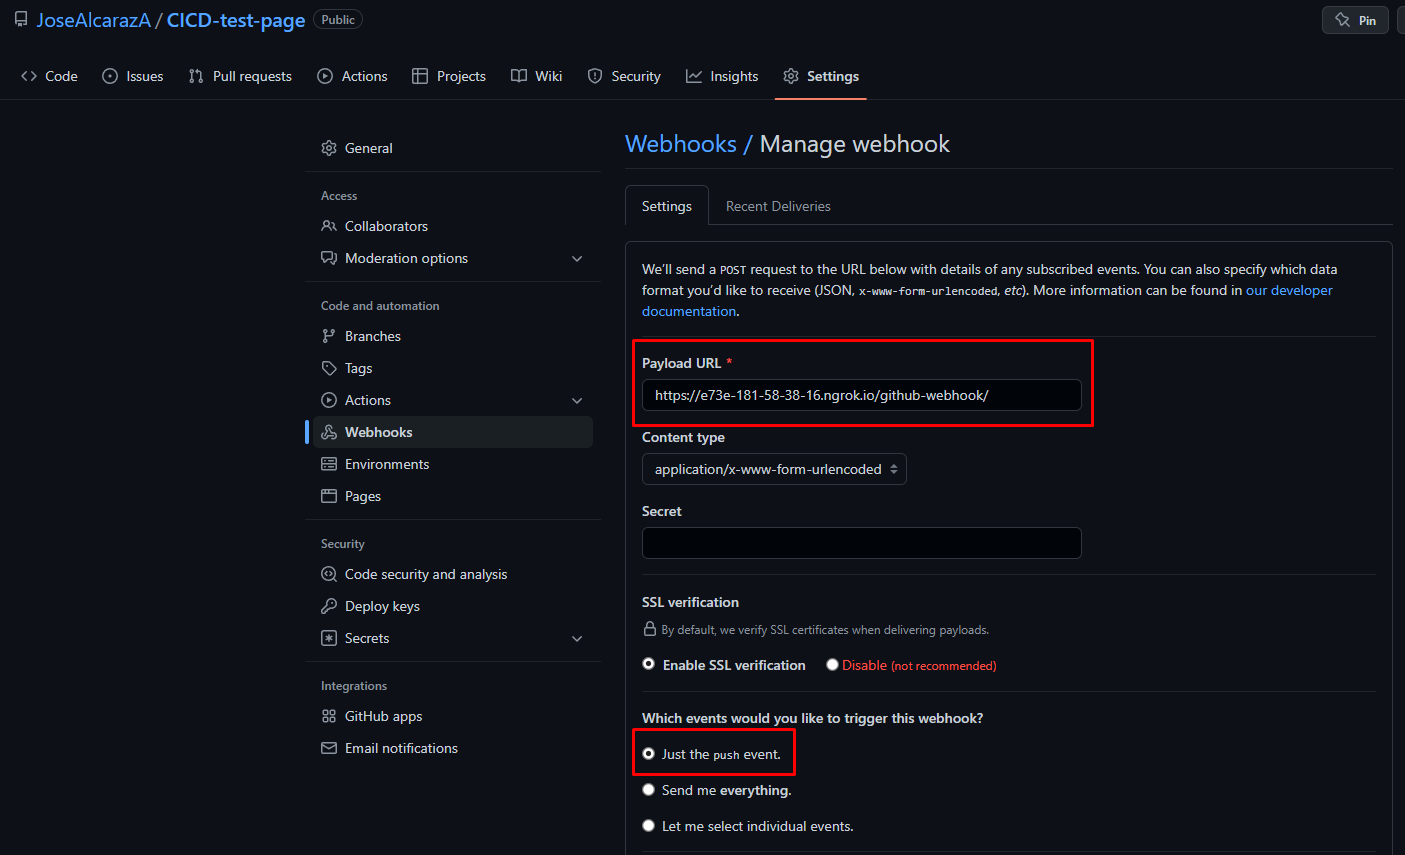 JoseAlcarazA / CICD-test-page Public
Pin
Code Issues Pull requests Actions Projects Wiki Security Insights Settings
General
Access
Collaborators
Moderation options
Code and automation
Branches
Tags
Actions
Webhooks
Environments
Pages
Security
Code security and analysis
Deploy keys
Secrets
Integrations
GitHub apps
Email notifications
Webhooks / Manage webhook
Settings Recent Deliveries
We’ll send a POST request to the URL below with details of any subscribed events. You can also specify which data
format you’d like to receive (JSON, x-www-form-urlencoded, etc). More information can be found in our developer
documentation.
Payload URL *
https://e73e-181-58-38-16.ngrok.io/github-webhook/
Content type
application/x-www-form-urlencoded
Secret
SSL verification
By default, we verify SSL certificates when delivering payloads.
Enable SSL verification Disable (not recommended)
Which events would you like to trigger this webhook?
Just the push event.
Send me everything.
Let me select individual events.